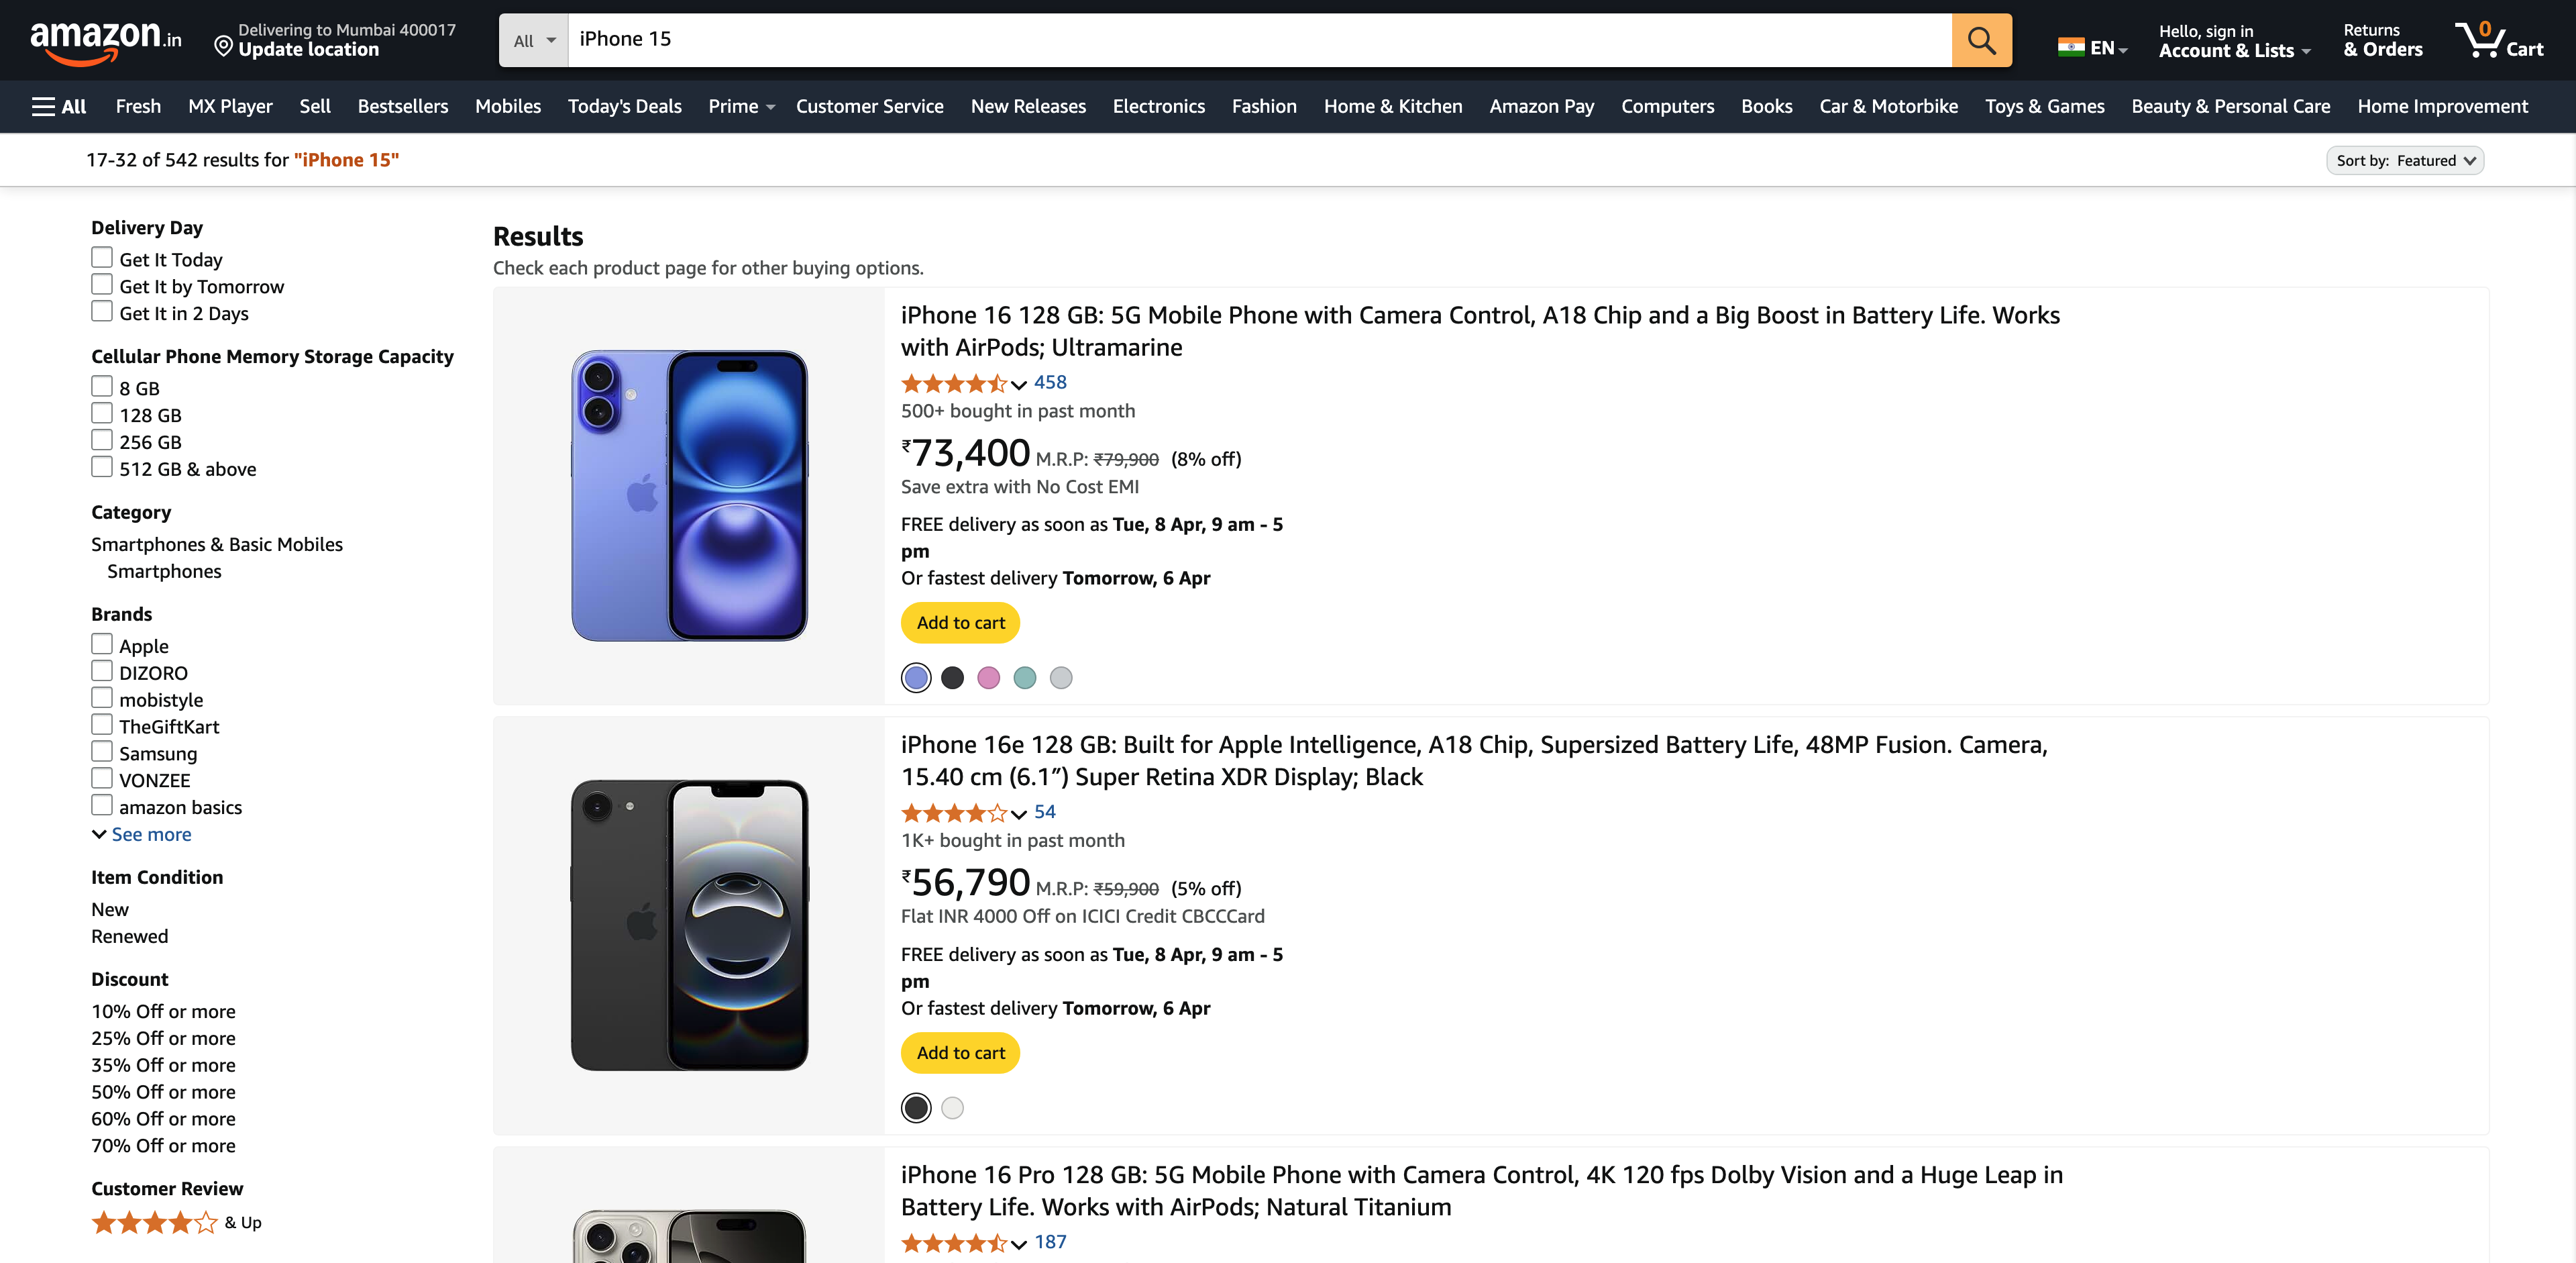 amazon.in
Delivering to Mumbai 400017
Update location
All
iPhone 15
EN
Hello, sign in
Account & Lists
Returns
& Orders
0
Cart
All
Fresh
MX Player
Sell
Bestsellers
Mobiles
Today's Deals
Prime
Customer Service
New Releases
Electronics
Fashion
Home & Kitchen
Amazon Pay
Computers
Books
Car & Motorbike
Toys & Games
Beauty & Personal Care
Home Improvement
17-32 of 542 results for "iPhone 15"
Sort by: Featured
Delivery Day
Get It Today
Get It by Tomorrow
Get It in 2 Days
Cellular Phone Memory Storage Capacity
8 GB
128 GB
256 GB
512 GB & above
Category
Smartphones & Basic Mobiles
Smartphones
Brands
Apple
DIZORO
mobistyle
TheGiftKart
Samsung
VONZEE
amazon basics
See more
Item Condition
New
Renewed
Discount
10% Off or more
25% Off or more
35% Off or more
50% Off or more
60% Off or more
70% Off or more
Customer Review
& Up
Results
Check each product page for other buying options.
iPhone 16 128 GB: 5G Mobile Phone with Camera Control, A18 Chip and a Big Boost in Battery Life. Works
with AirPods; Ultramarine
458
500+ bought in past month
₹73,400 M.R.P: ₹79,900 (8% off)
Save extra with No Cost EMI
FREE delivery as soon as Tue, 8 Apr, 9 am - 5
pm
Or fastest delivery Tomorrow, 6 Apr
Add to cart
iPhone 16e 128 GB: Built for Apple Intelligence, A18 Chip, Supersized Battery Life, 48MP Fusion. Camera,
15.40 cm (6.1″) Super Retina XDR Display; Black
54
1K+ bought in past month
₹56,790 M.R.P: ₹59,900 (5% off)
Flat INR 4000 Off on ICICI Credit CBCCCard
FREE delivery as soon as Tue, 8 Apr, 9 am - 5
pm
Or fastest delivery Tomorrow, 6 Apr
Add to cart
iPhone 16 Pro 128 GB: 5G Mobile Phone with Camera Control, 4K 120 fps Dolby Vision and a Huge Leap in
Battery Life. Works with AirPods; Natural Titanium
187